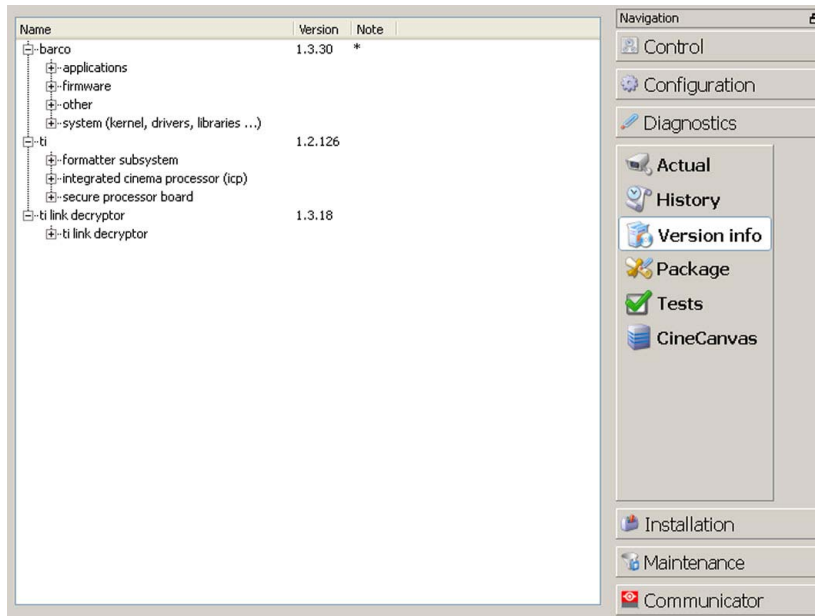 Name Version Note
barco 1.3.30 *
applications
firmware
other
system (kernel, drivers, libraries ...)
ti 1.2.126
formatter subsystem
integrated cinema processor (icp)
secure processor board
ti link decryptor 1.3.18
ti link decryptor
Navigation
Control
Configuration
Diagnostics
Actual
History
Version info
Package
Tests
CineCanvas
Installation
Maintenance
Communicator